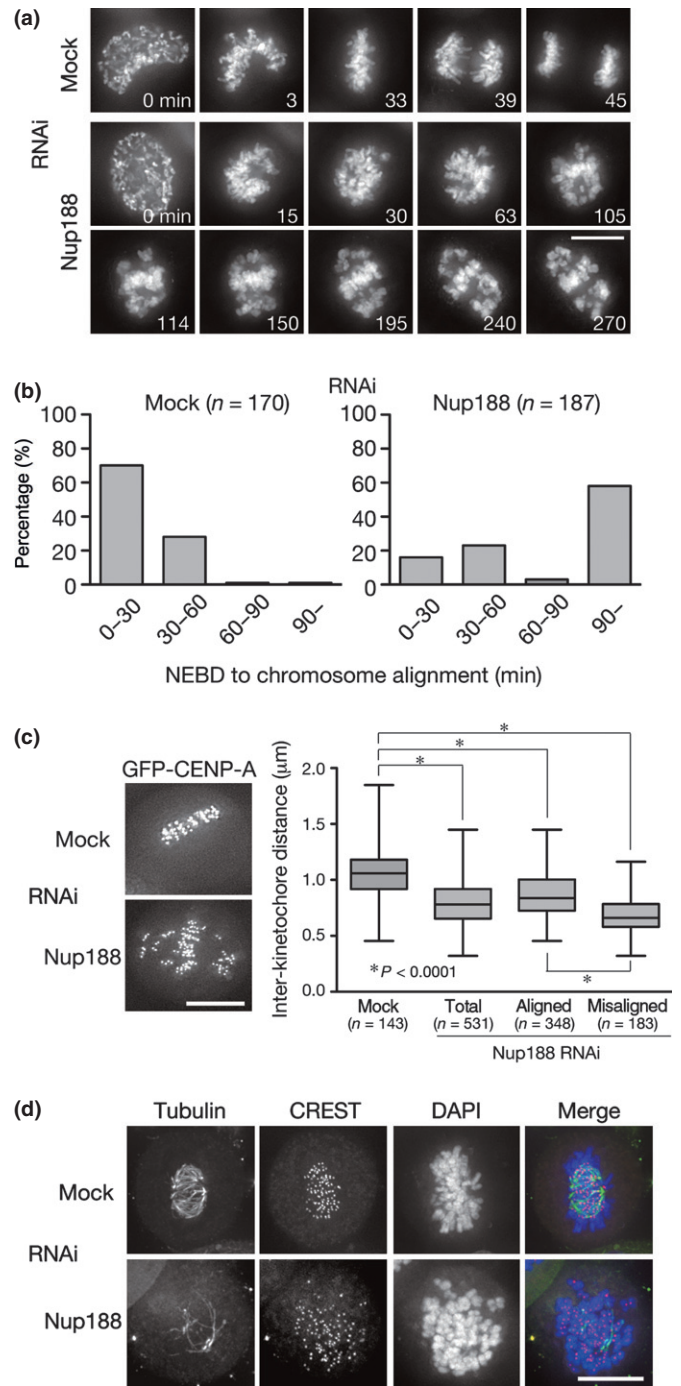 (a)
Mock
0 min 3 33 39 45
RNAi
Nup188
0 min 15 30 63 105
114 150 195 240 270
(b)
RNAi
Mock (n = 170) Nup188 (n = 187)
Percentage (%)
100 100
80 80
60 60
40 40
20 20
0 0
0–30 30–60 60–90 90– 0–30 30–60 60–90 90–
NEBD to chromosome alignment (min)
(c)
GFP-CENP-A
Mock
RNAi
Nup188
Inter-kinetochore distance (μm)
2.0
1.5
1.0
0.5
0.0
*
*
*
*
*P < 0.0001
Mock Total Aligned Misaligned
(n = 143) (n = 531) (n = 348) (n = 183)
Nup188 RNAi
(d)
Tubulin CREST DAPI Merge
Mock
RNAi
Nup188